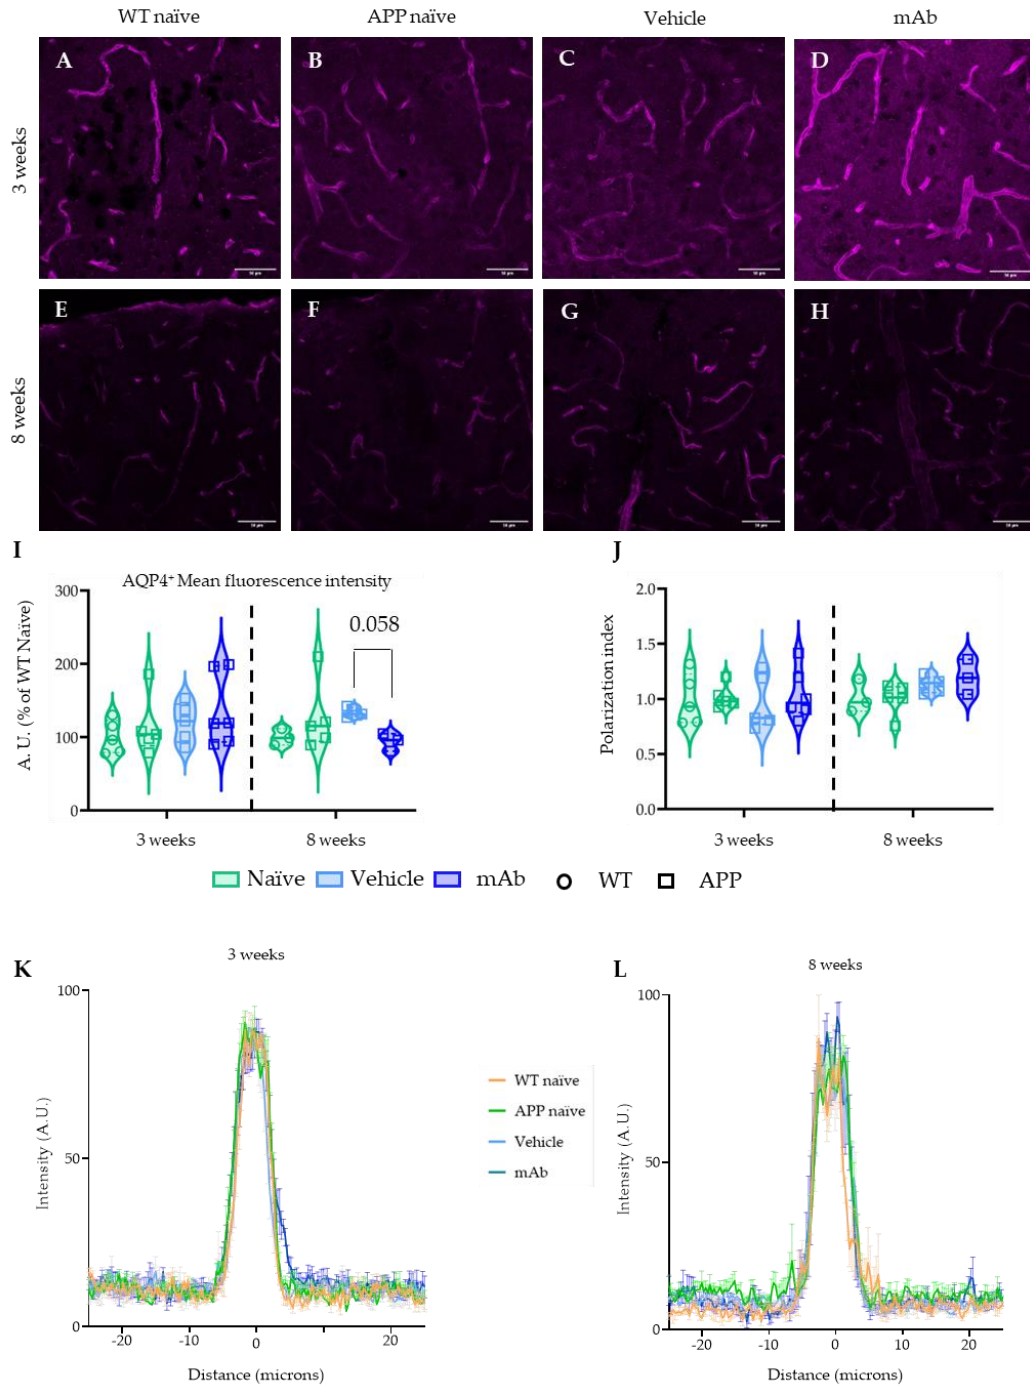 WT naïve APP naïve Vehicle mAb
3 weeks
A B C D
8 weeks
E F G H
I
AQP4⁺ Mean fluorescence intensity
A.U. (% of WT Naïve)
300
200
100
0
0.058
3 weeks 8 weeks
J
Polarization index
2.0
1.5
1.0
0.5
0.0
3 weeks 8 weeks
Naïve Vehicle mAb WT APP
K
3 weeks
Intensity (A.U.)
100
50
0
-20 -10 0 20
Distance (microns)
WT naïve
APP naïve
Vehicle
mAb
L
8 weeks
Intensity (A.U.)
100
50
0
-20 -10 0 10 20
Distance (microns)